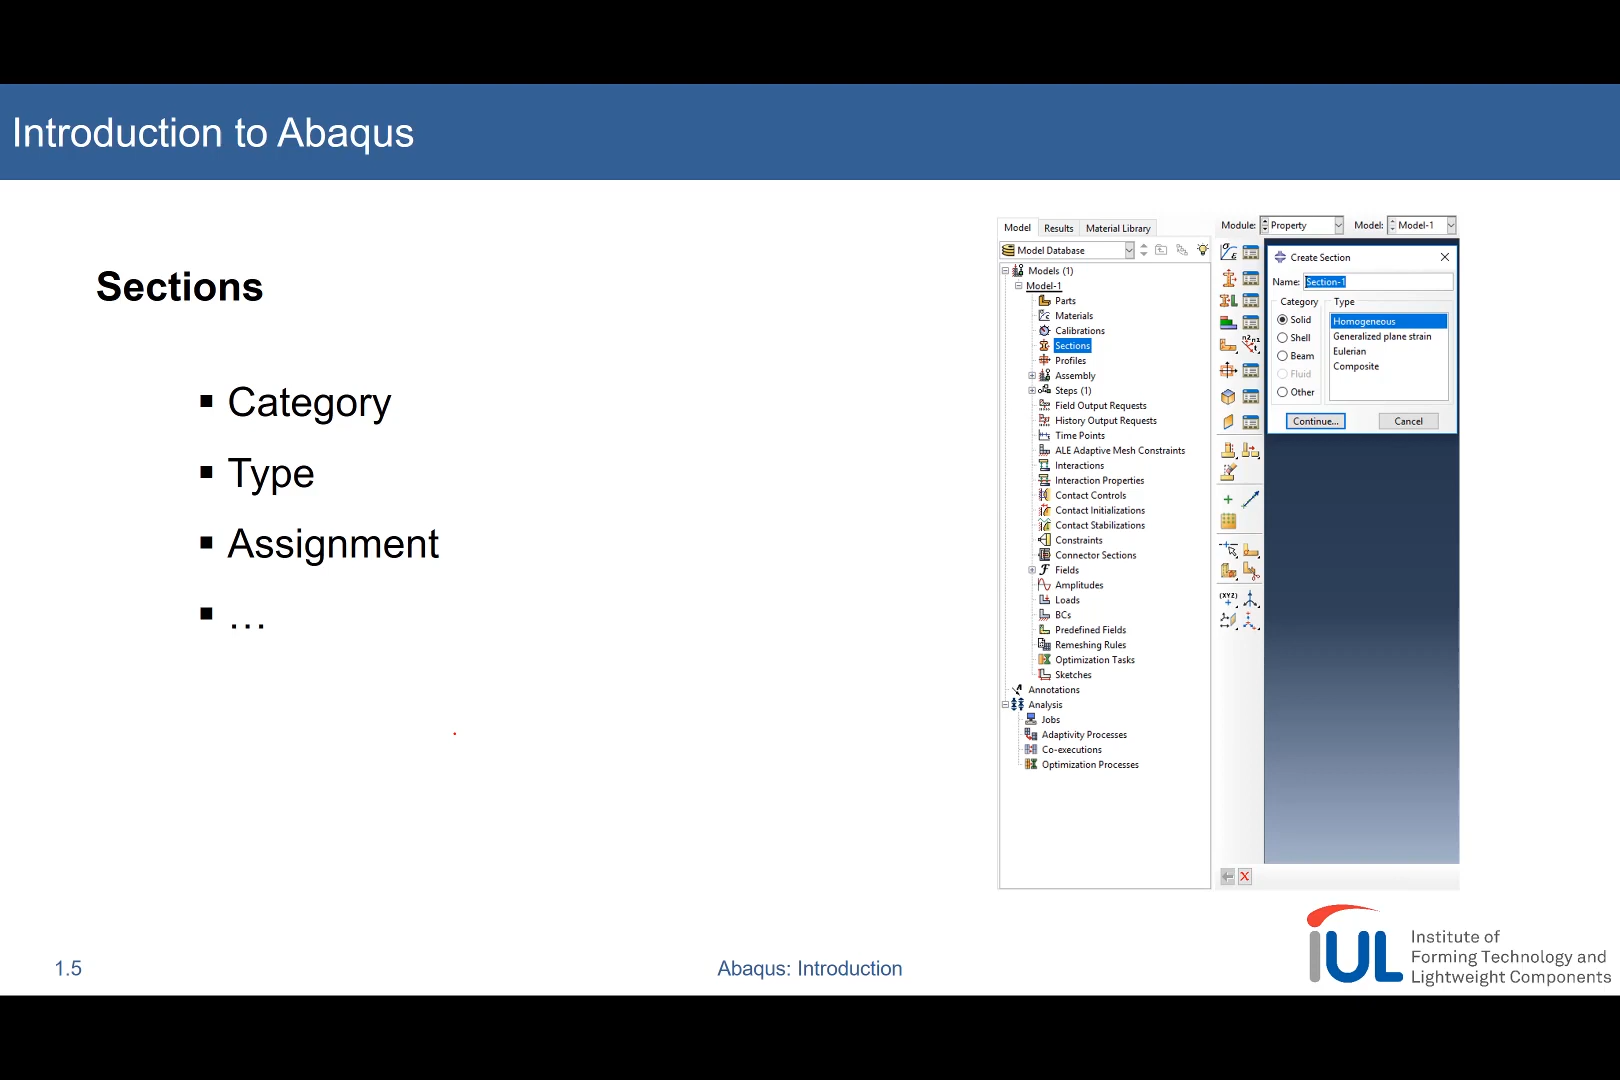 Introduction to Abaqus
Sections
▪ Category
▪ Type
▪ Assignment
▪ …
Model Results Material Library
Model Database
Models (1)
Model-1
Parts
Materials
Calibrations
Sections
Profiles
Assembly
Steps (1)
Field Output Requests
History Output Requests
Time Points
ALE Adaptive Mesh Constraints
Interactions
Interaction Properties
Contact Controls
Contact Initializations
Contact Stabilizations
Constraints
Connector Sections
Fields
Amplitudes
Loads
BCs
Predefined Fields
Remeshing Rules
Optimization Tasks
Sketches
Annotations
Analysis
Jobs
Adaptivity Processes
Co-executions
Optimization Processes
Module: Property Model: Model-1
Create Section
Name: Section-1
Category Type
Solid
Shell
Beam
Fluid
Other
Homogeneous
Generalized plane strain
Eulerian
Composite
Continue... Cancel
(XYZ)
1.5
Abaqus: Introduction
IUL
Institute of
Forming Technology and
Lightweight Components